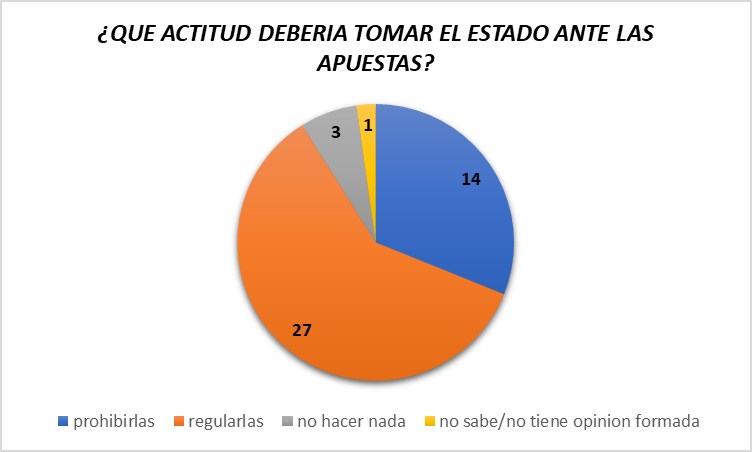 ¿QUE ACTITUD DEBERIA TOMAR EL ESTADO ANTE LAS
APUESTAS?
3
1
14
27
prohibirlas
regularlas
no hacer nada
no sabe/no tiene opinion formada